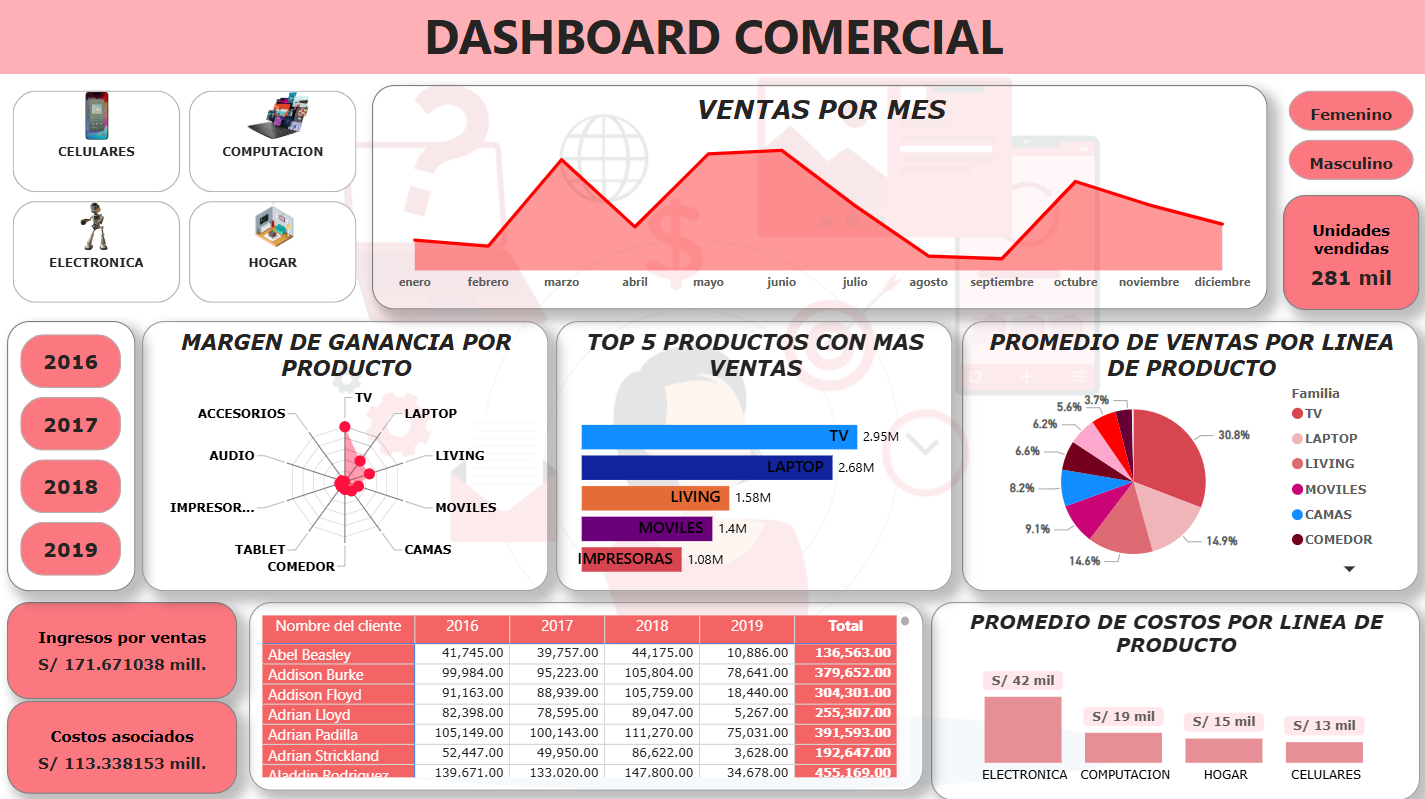 DASHBOARD COMERCIAL
CELULARES
COMPUTACION
ELECTRONICA
HOGAR
VENTAS POR MES
enero febrero marzo abril mayo junio julio agosto septiembre octubre noviembre diciembre
Femenino
Masculino
Unidades
vendidas
281 mil
2016
2017
2018
2019
MARGEN DE GANANCIA POR
PRODUCTO
TV
ACCESORIOS
LAPTOP
AUDIO
LIVING
IMPRESOR...
MOVILES
TABLET
CAMAS
COMEDOR
TOP 5 PRODUCTOS CON MAS
VENTAS
TV 2.95M
LAPTOP 2.68M
LIVING 1.58M
MOVILES 1.4M
IMPRESORAS 1.08M
PROMEDIO DE VENTAS POR LINEA
DE PRODUCTO
30.8%
14.9%
14.6%
9.1%
8.2%
6.6%
6.2%
5.6%
3.7%
Familia
TV
LAPTOP
LIVING
MOVILES
CAMAS
COMEDOR
Ingresos por ventas
S/ 171.671038 mill.
Costos asociados
S/ 113.338153 mill.
Nombre del cliente 2016 2017 2018 2019 Total
Abel Beasley 41,745.00 39,757.00 44,175.00 10,886.00 136,563.00
Addison Burke 99,984.00 95,223.00 105,804.00 78,641.00 379,652.00
Addison Floyd 91,163.00 88,939.00 105,759.00 18,440.00 304,301.00
Adrian Lloyd 82,398.00 78,595.00 89,047.00 5,267.00 255,307.00
Adrian Padilla 105,149.00 100,143.00 111,270.00 75,031.00 391,593.00
Adrian Strickland 52,447.00 49,950.00 86,622.00 3,628.00 192,647.00
Aladdin Rodriguez 139,671.00 133,020.00 147,800.00 34,678.00 455,169.00
PROMEDIO DE COSTOS POR LINEA DE
PRODUCTO
S/ 42 mil
S/ 19 mil
S/ 15 mil
S/ 13 mil
ELECTRONICA COMPUTACION HOGAR CELULARES